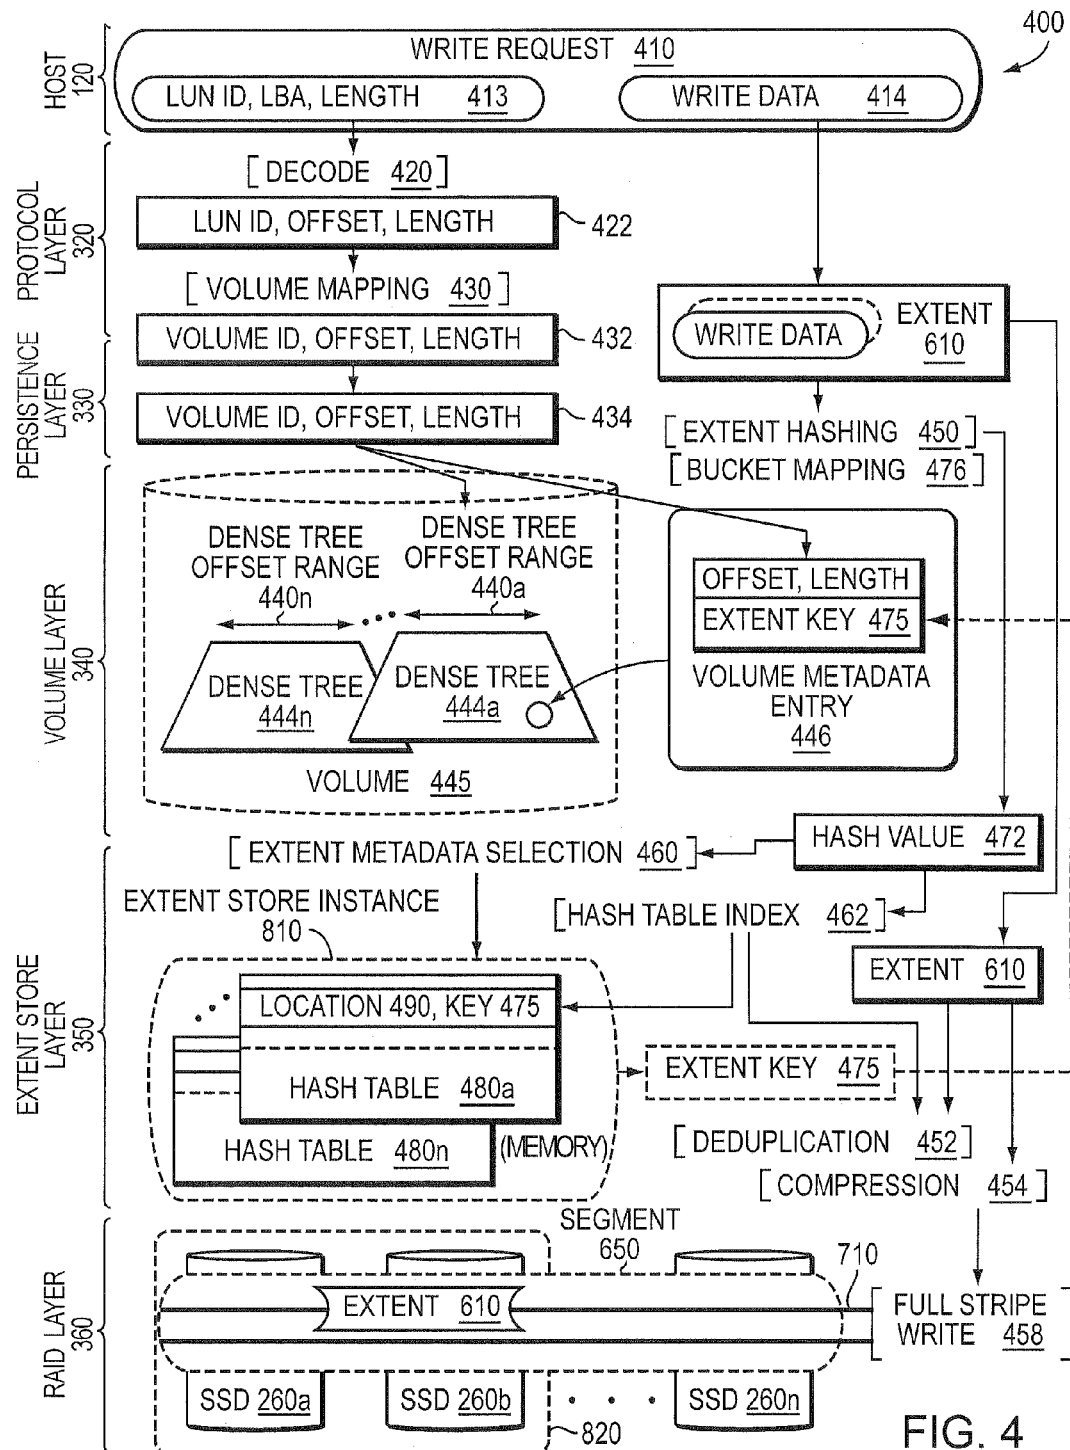 400
HOST
120
WRITE REQUEST 410
LUN ID, LBA, LENGTH 413
WRITE DATA 414
PROTOCOL
LAYER
320
[DECODE 420]
LUN ID, OFFSET, LENGTH
422
[VOLUME MAPPING 430]
VOLUME ID, OFFSET, LENGTH
432
WRITE DATA
EXTENT
610
PERSISTENCE
LAYER
330
VOLUME ID, OFFSET, LENGTH
434
[EXTENT HASHING 450]
[BUCKET MAPPING 476]
VOLUME LAYER
340
DENSE TREE
OFFSET RANGE
440n
DENSE TREE
OFFSET RANGE
440a
DENSE TREE
444n
DENSE TREE
444a
VOLUME 445
OFFSET, LENGTH
EXTENT KEY 475
VOLUME METADATA
ENTRY
446
HASH VALUE 472
EXTENT STORE
LAYER
350
[EXTENT METADATA SELECTION 460]
[HASH TABLE INDEX 462]
EXTENT STORE INSTANCE
810
EXTENT 610
LOCATION 490, KEY 475
HASH TABLE 480a
HASH TABLE 480n
(MEMORY)
EXTENT KEY 475
[DEDUPLICATION 452]
[COMPRESSION 454]
RAID LAYER
360
SEGMENT
650
710
EXTENT 610
[FULL STRIPE
WRITE 458]
SSD 260a
SSD 260b
. . .
SSD 260n
820
FIG. 4